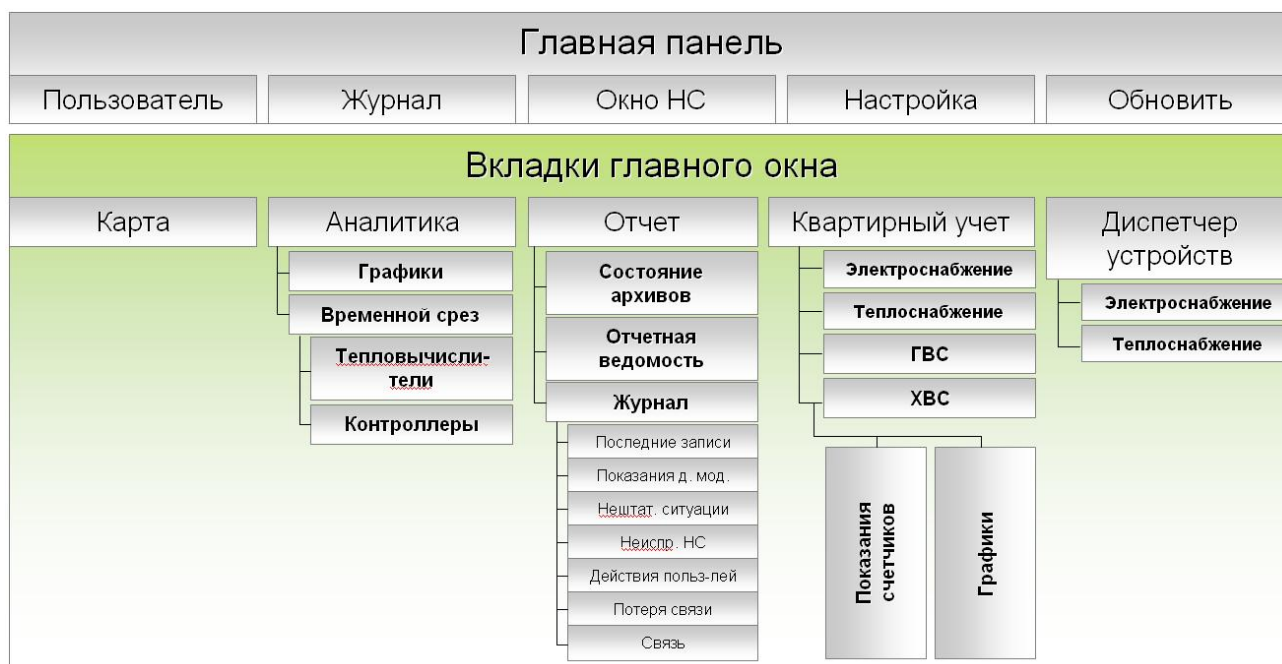 Главная панель
Пользователь
Журнал
Окно НС
Настройка
Обновить
Вкладки главного окна
Карта
Аналитика
Графики
Временной срез
Тепловычисли-
тели
Контроллеры
Отчет
Состояние
архивов
Отчетная
ведомость
Журнал
Последние записи
Показания д. мод.
Нештат. ситуации
Неиспр. НС
Действия польз-лей
Потеря связи
Связь
Квартирный учет
Электроснабжение
Теплоснабжение
ГВС
ХВС
Показания
счетчиков
Графики
Диспетчер
устройств
Электроснабжение
Теплоснабжение